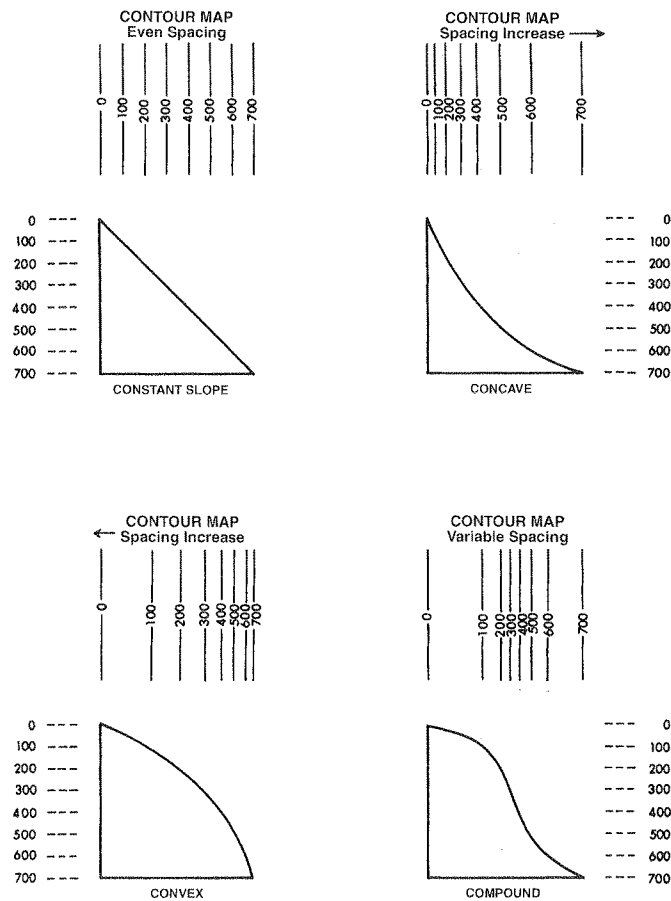 CONTOUR MAP
Even Spacing
0 100 200 300 400 500 600 700
0
100
200
300
400
500
600
700
CONSTANT SLOPE
CONTOUR MAP
Spacing Increase
0 100 200 300 400 500 600 700
0
100
200
300
400
500
600
700
CONCAVE
CONTOUR MAP
Spacing Increase
0 100 200 300 400 500 600 700
0
100
200
300
400
500
600
700
CONVEX
CONTOUR MAP
Variable Spacing
0 100 200 300 400 500 600 700
0
100
200
300
400
500
600
700
COMPOUND